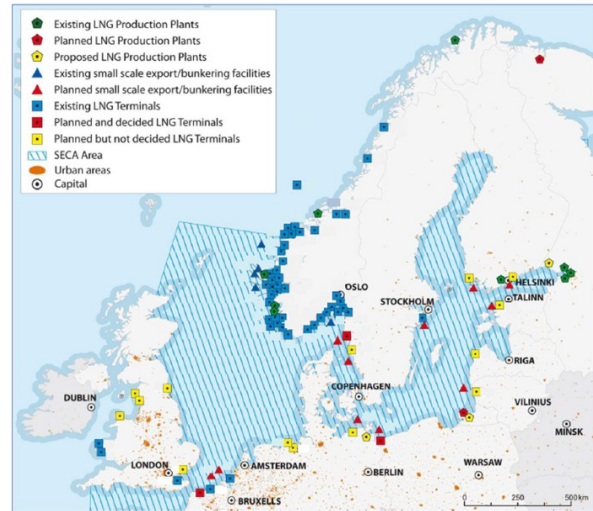 Existing LNG Production Plants
Planned LNG Production Plants
Proposed LNG Production Plants
Existing small scale export/bunkering facilities
Planned small scale export/bunkering facilities
Existing LNG Terminals
Planned and decided LNG Terminals
Planned but not decided LNG Terminals
SECA Area
Urban areas
Capital
OSLO
HELSINKI
STOCKHOLM
TALINN
RIGA
COPENHAGEN
DUBLIN
VILINIUS
MINSK
LONDON
AMSTERDAM
BERLIN
WARSAW
BRUXELLS
0 250 500km